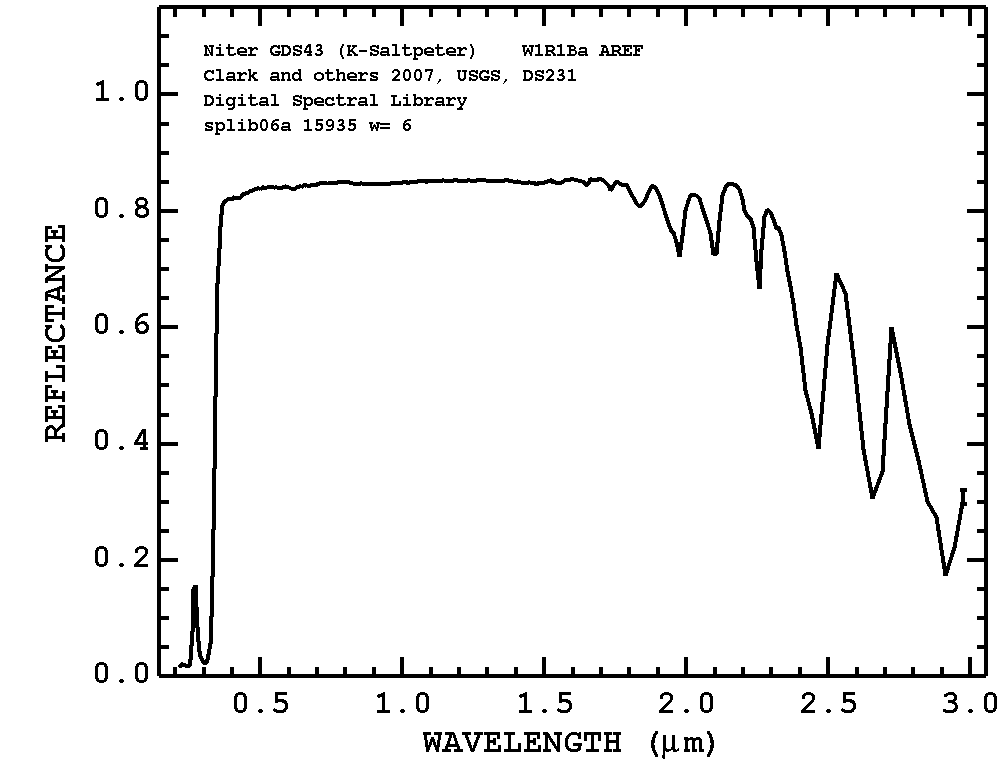 Niter GDS43 (K-Saltpeter)    W1R1Ba AREF
Clark and others 2007, USGS, DS231
Digital Spectral Library
splib06a 15935 w= 6
1.0
0.8
0.6
0.4
0.2
0.0
REFLECTANCE
0.5 1.0 1.5 2.0 2.5 3.0
WAVELENGTH (μm)